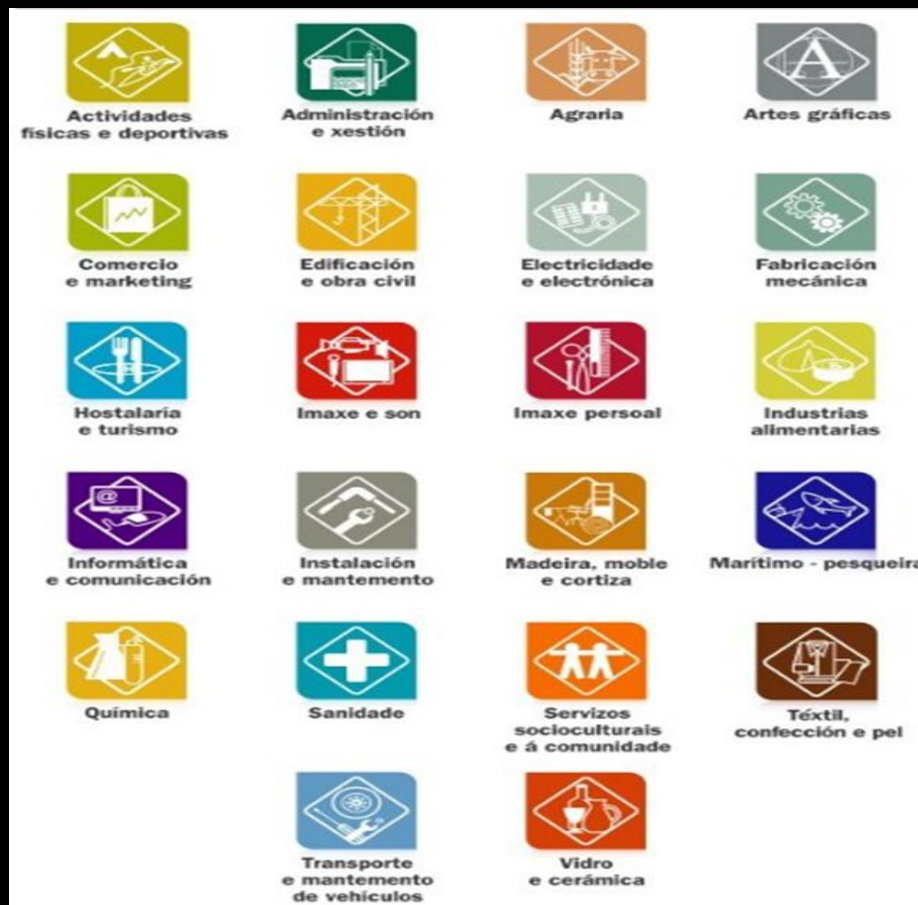 Actividades
físicas e deportivas
Administración
e xestión
Agraria
A
Artes gráficas
Comercio
e marketing
Edificación
e obra civil
Electricidade
e electrónica
Fabricación
mecánica
Hostalaría
e turismo
Imaxe e son
Imaxe persoal
Industrias
alimentarias
@
Informática
e comunicación
Instalación
e mantemento
Madeira, moble
e cortiza
Marítimo - pesqueira
Química
Sanidade
Servizos
socioculturais
e á comunidade
Téxtil,
confección e pel
Transporte
e mantemento
de vehículos
Vidro
e cerámica